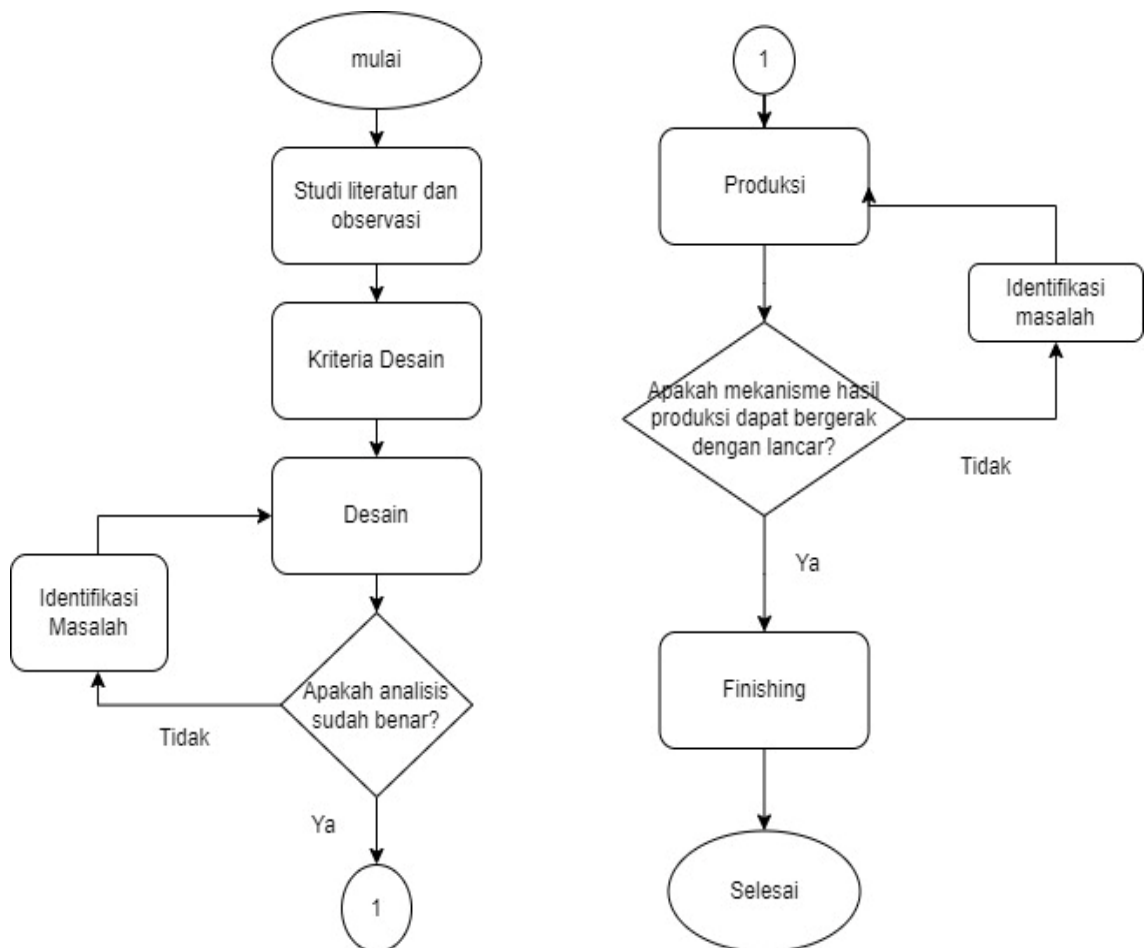 mulai
Studi literatur dan
observasi
Kriteria Desain
Desain
Identifikasi
Masalah
Apakah analisis
sudah benar?
Tidak
Ya
1
1
Produksi
Identifikasi
masalah
Apakah mekanisme hasil
produksi dapat bergerak
dengan lancar?
Tidak
Ya
Finishing
Selesai